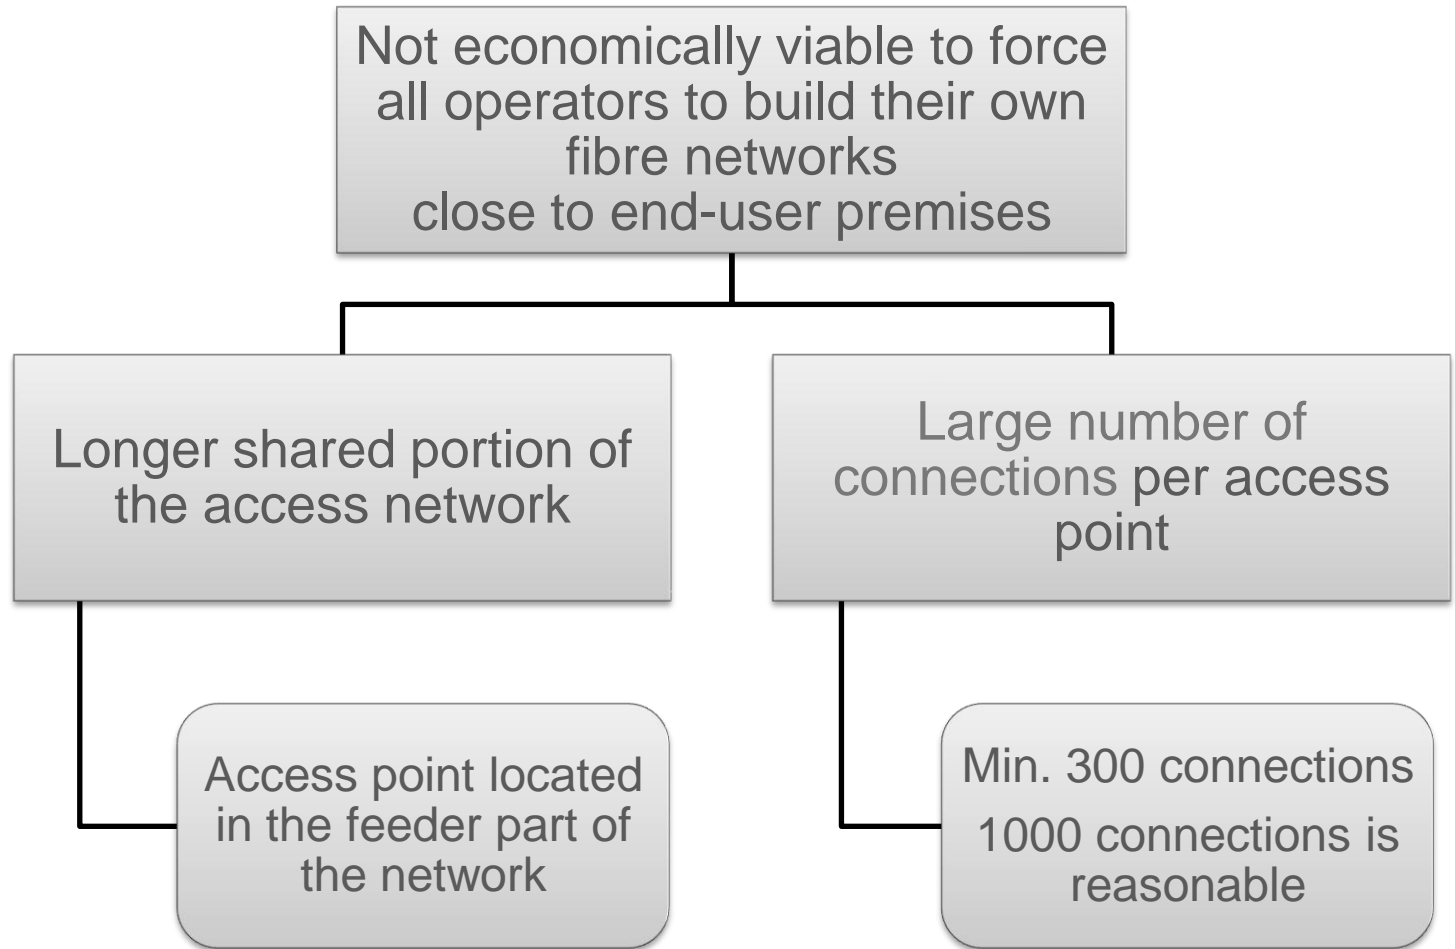 Not economically viable to force
all operators to build their own
fibre networks
close to end-user premises
Longer shared portion of
the access network
Large number of
connections per access
point
Access point located
in the feeder part of
the network
Min. 300 connections
1000 connections is
reasonable